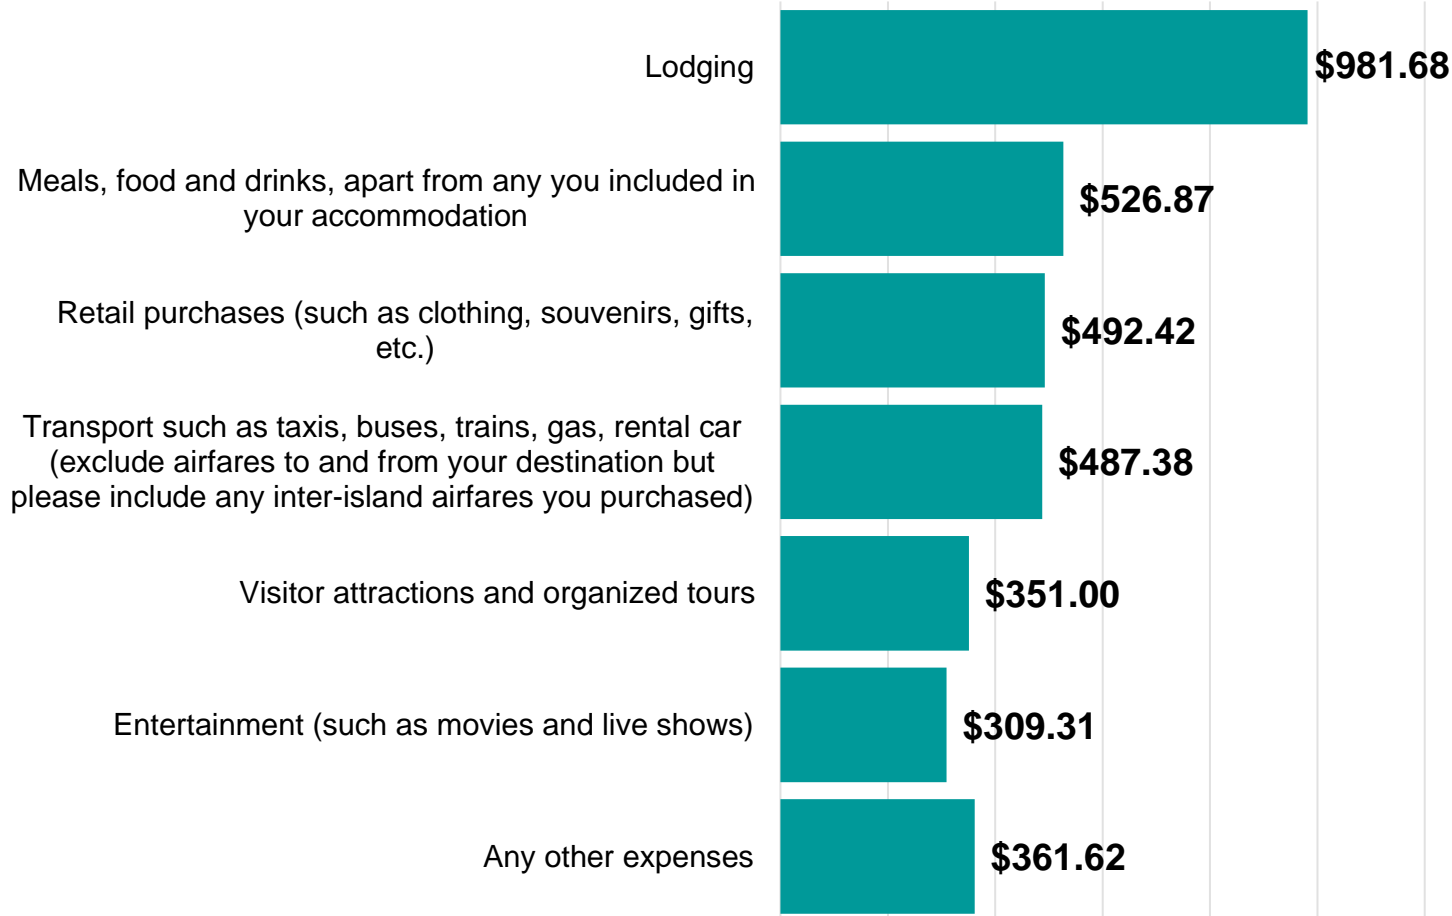 Lodging
$981.68
Meals, food and drinks, apart from any you included in
your accommodation
$526.87
Retail purchases (such as clothing, souvenirs, gifts,
etc.)
$492.42
Transport such as taxis, buses, trains, gas, rental car
(exclude airfares to and from your destination but
please include any inter-island airfares you purchased)
$487.38
Visitor attractions and organized tours
$351.00
Entertainment (such as movies and live shows)
$309.31
Any other expenses
$361.62